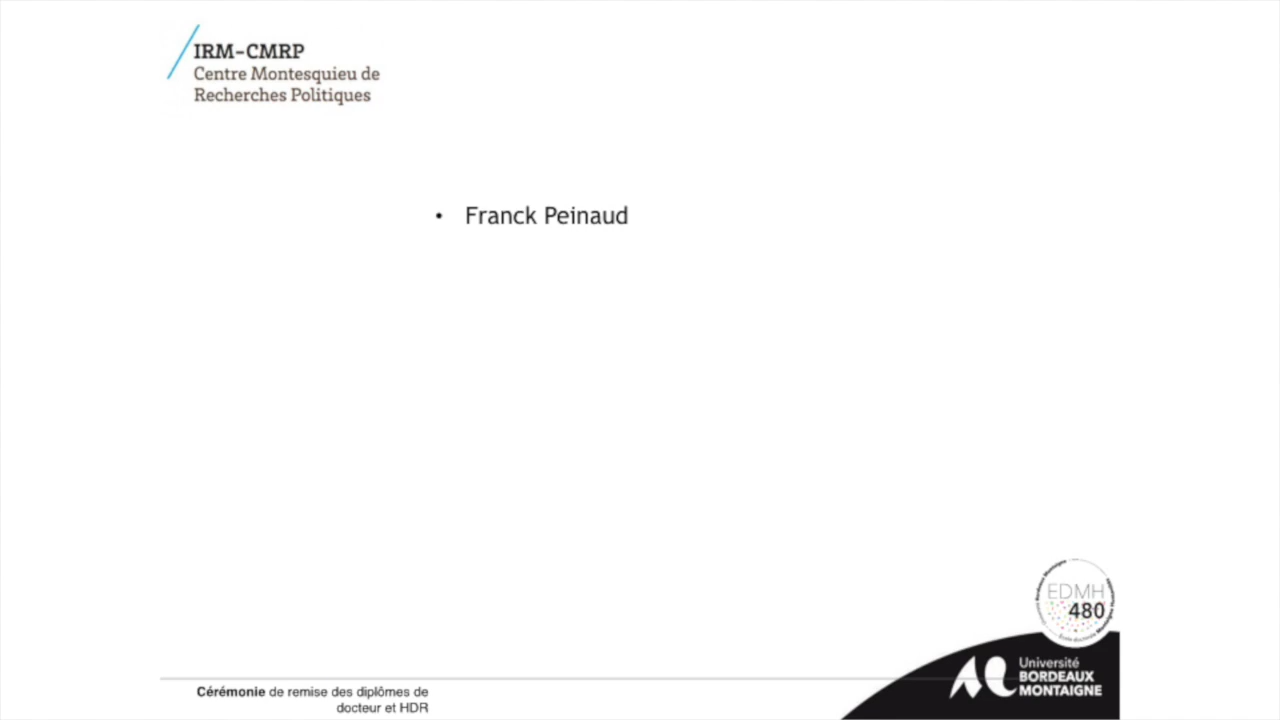 IRM-CMRP
Centre Montesquieu de
Recherches Politiques
• Franck Peinaud
EDMH
480
Université
BORDEAUX
MONTAIGNE
Cérémonie de remise des diplômes de
docteur et HDR